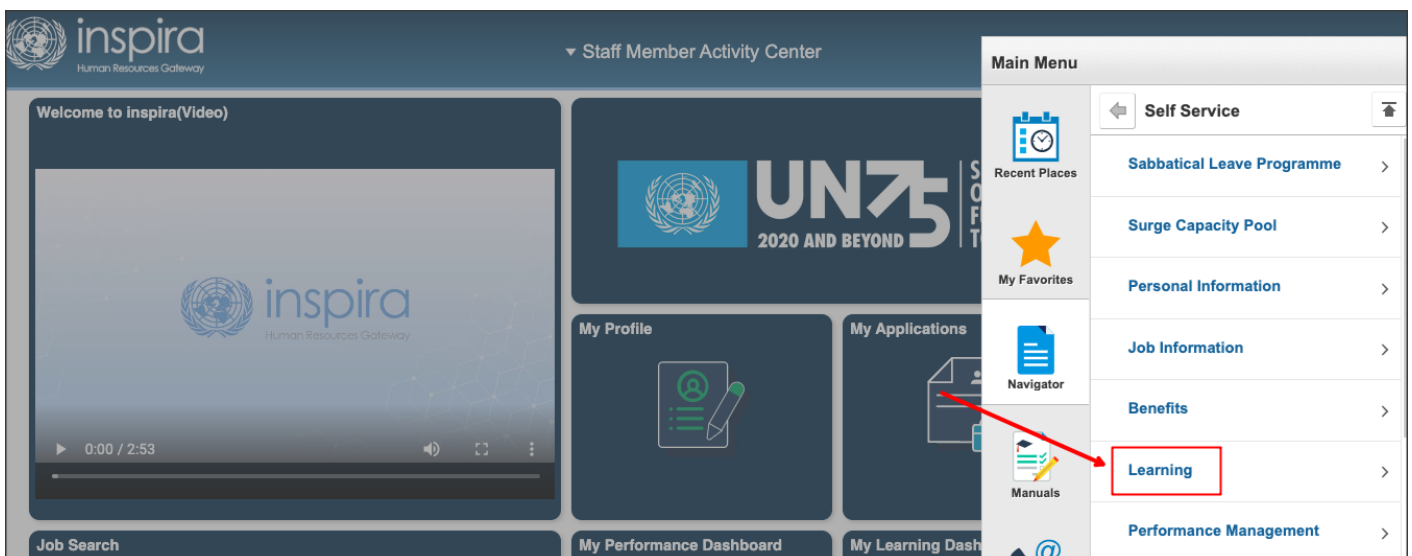 inspira
Human Resources Gateway
Staff Member Activity Center
Main Menu
Welcome to inspira(Video)
inspira
Human Resources Gateway
0:00 / 2:53
UN75
2020 AND BEYOND
My Profile
My Applications
Job Search
My Performance Dashboard
My Learning Dash
Recent Places
My Favorites
Navigator
Manuals
Self Service
Sabbatical Leave Programme
Surge Capacity Pool
Personal Information
Job Information
Benefits
Learning
Performance Management